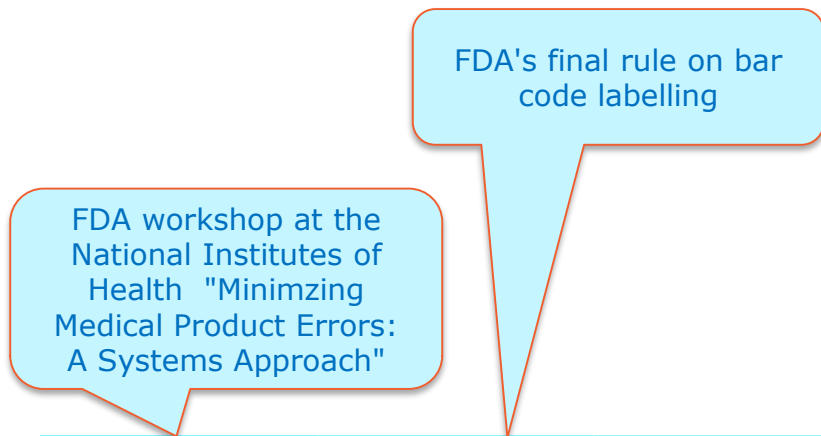 FDA's final rule on bar
code labelling
FDA workshop at the
National Institutes of
Health "Minimzing
Medical Product Errors:
A Systems Approach"